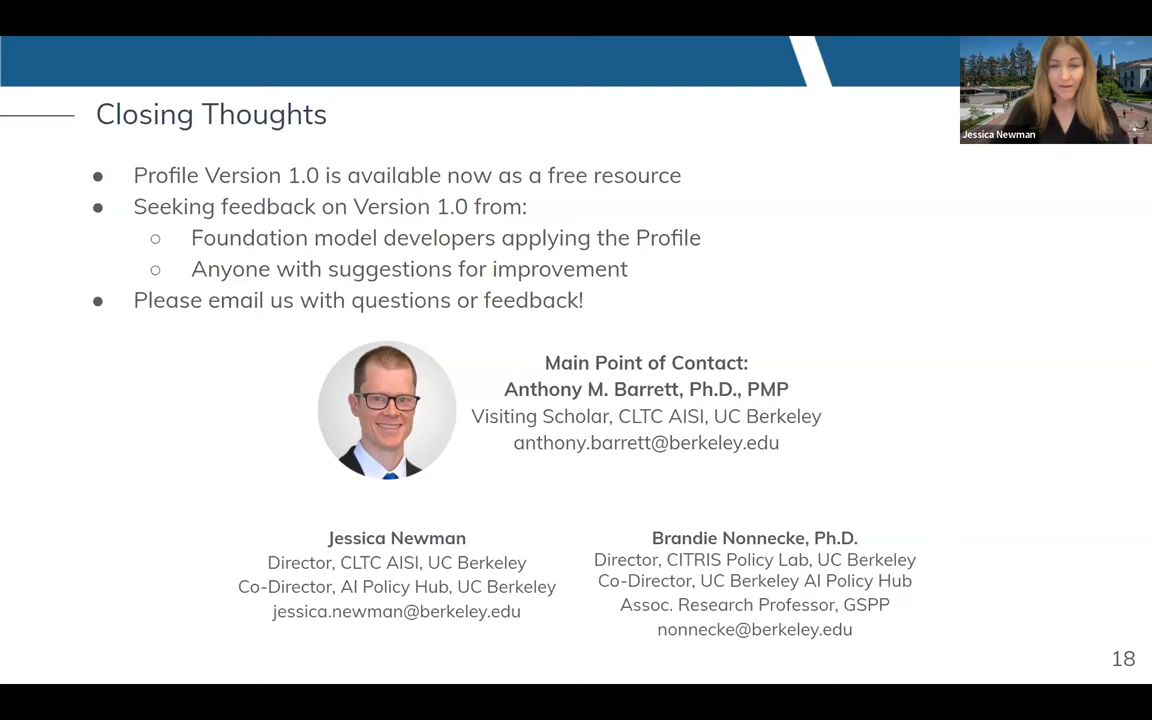 Closing Thoughts
Jessica Newman
● Profile Version 1.0 is available now as a free resource
● Seeking feedback on Version 1.0 from:
○ Foundation model developers applying the Profile
○ Anyone with suggestions for improvement
● Please email us with questions or feedback!
Main Point of Contact:
Anthony M. Barrett, Ph.D., PMP
Visiting Scholar, CLTC AISI, UC Berkeley
anthony.barrett@berkeley.edu
Jessica Newman
Director, CLTC AISI, UC Berkeley
Co-Director, AI Policy Hub, UC Berkeley
jessica.newman@berkeley.edu
Brandie Nonnecke, Ph.D.
Director, CITRIS Policy Lab, UC Berkeley
Co-Director, UC Berkeley AI Policy Hub
Assoc. Research Professor, GSPP
nonnecke@berkeley.edu
18